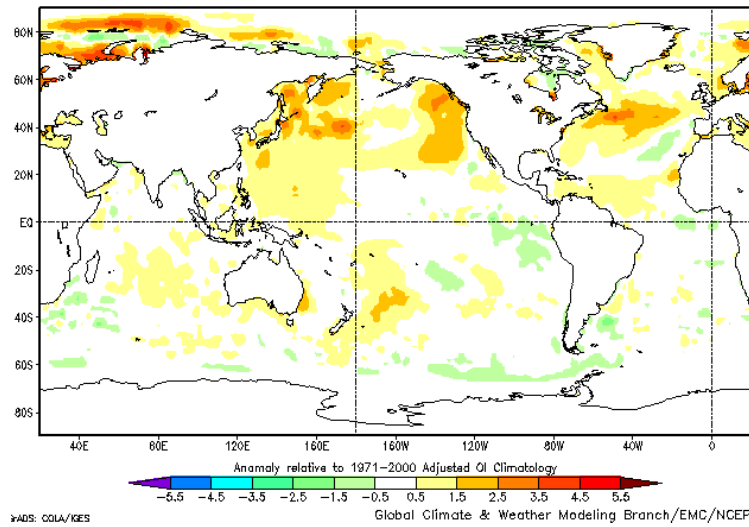 80N
60N
40N
20N
EQ
20S
40S
60S
80S
40E 80E 120E 160E 160W 120W 80W 40W 0
Anomaly relative to 1971-2000 Adjusted OI Climatology
-5.5 -4.5 -3.5 -2.5 -1.5 -0.5 0.5 1.5 2.5 3.5 4.5 5.5
Global Climate & Weather Modeling Branch/EMC/NCEP
COLA/IGES